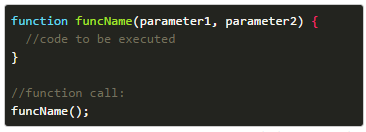 function funcName(parameter1, parameter2) {
  //code to be executed
}
//function call:
funcName();